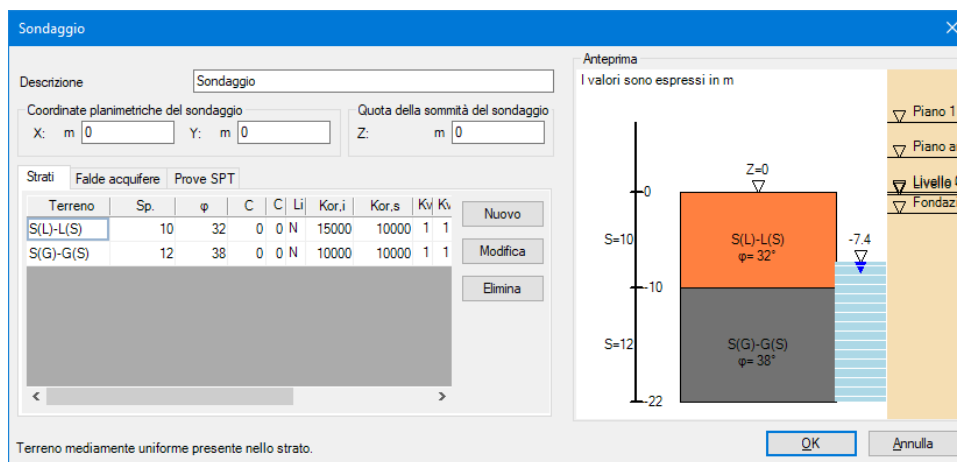 Sondaggio
Descrizione
Sondaggio
Coordinate planimetriche del sondaggio
X: m 0
Y: m 0
Quota della sommità del sondaggio
Z: m 0
Strati Falde acquifere Prove SPT
Terreno Sp. φ C C Li Kor,i Kor,s Kv Kv
S(L)-L(S) 10 32 0 0 N 15000 10000 1 1
S(G)-G(S) 12 38 0 0 N 10000 10000 1 1
Nuovo
Modifica
Elimina
Terreno mediamente uniforme presente nello strato.
Anteprima
I valori sono espressi in m
Piano 1
Piano a
Z=0
Livello
Fondazi
0
S=10
S(L)-L(S)
φ= 32°
-7.4
-10
S=12
S(G)-G(S)
φ= 38°
-22
OK
Annulla